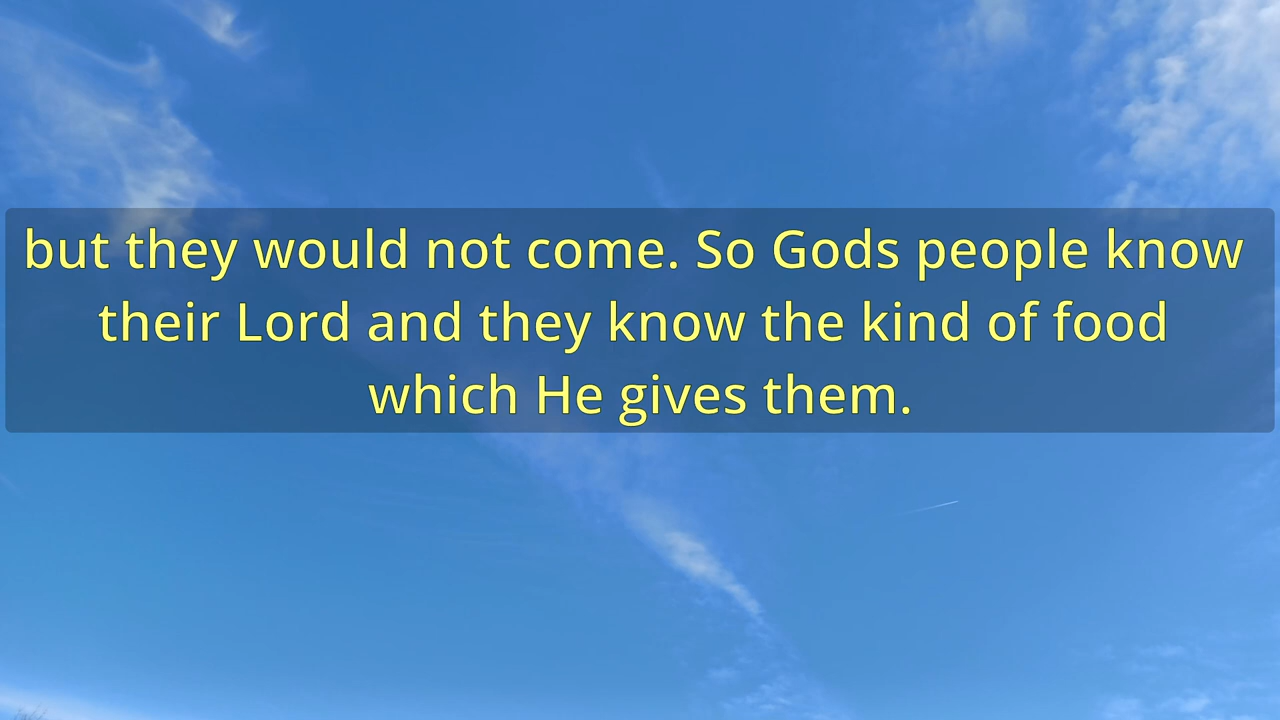 but they would not come. So Gods people know
their Lord and they know the kind of food
which He gives them.